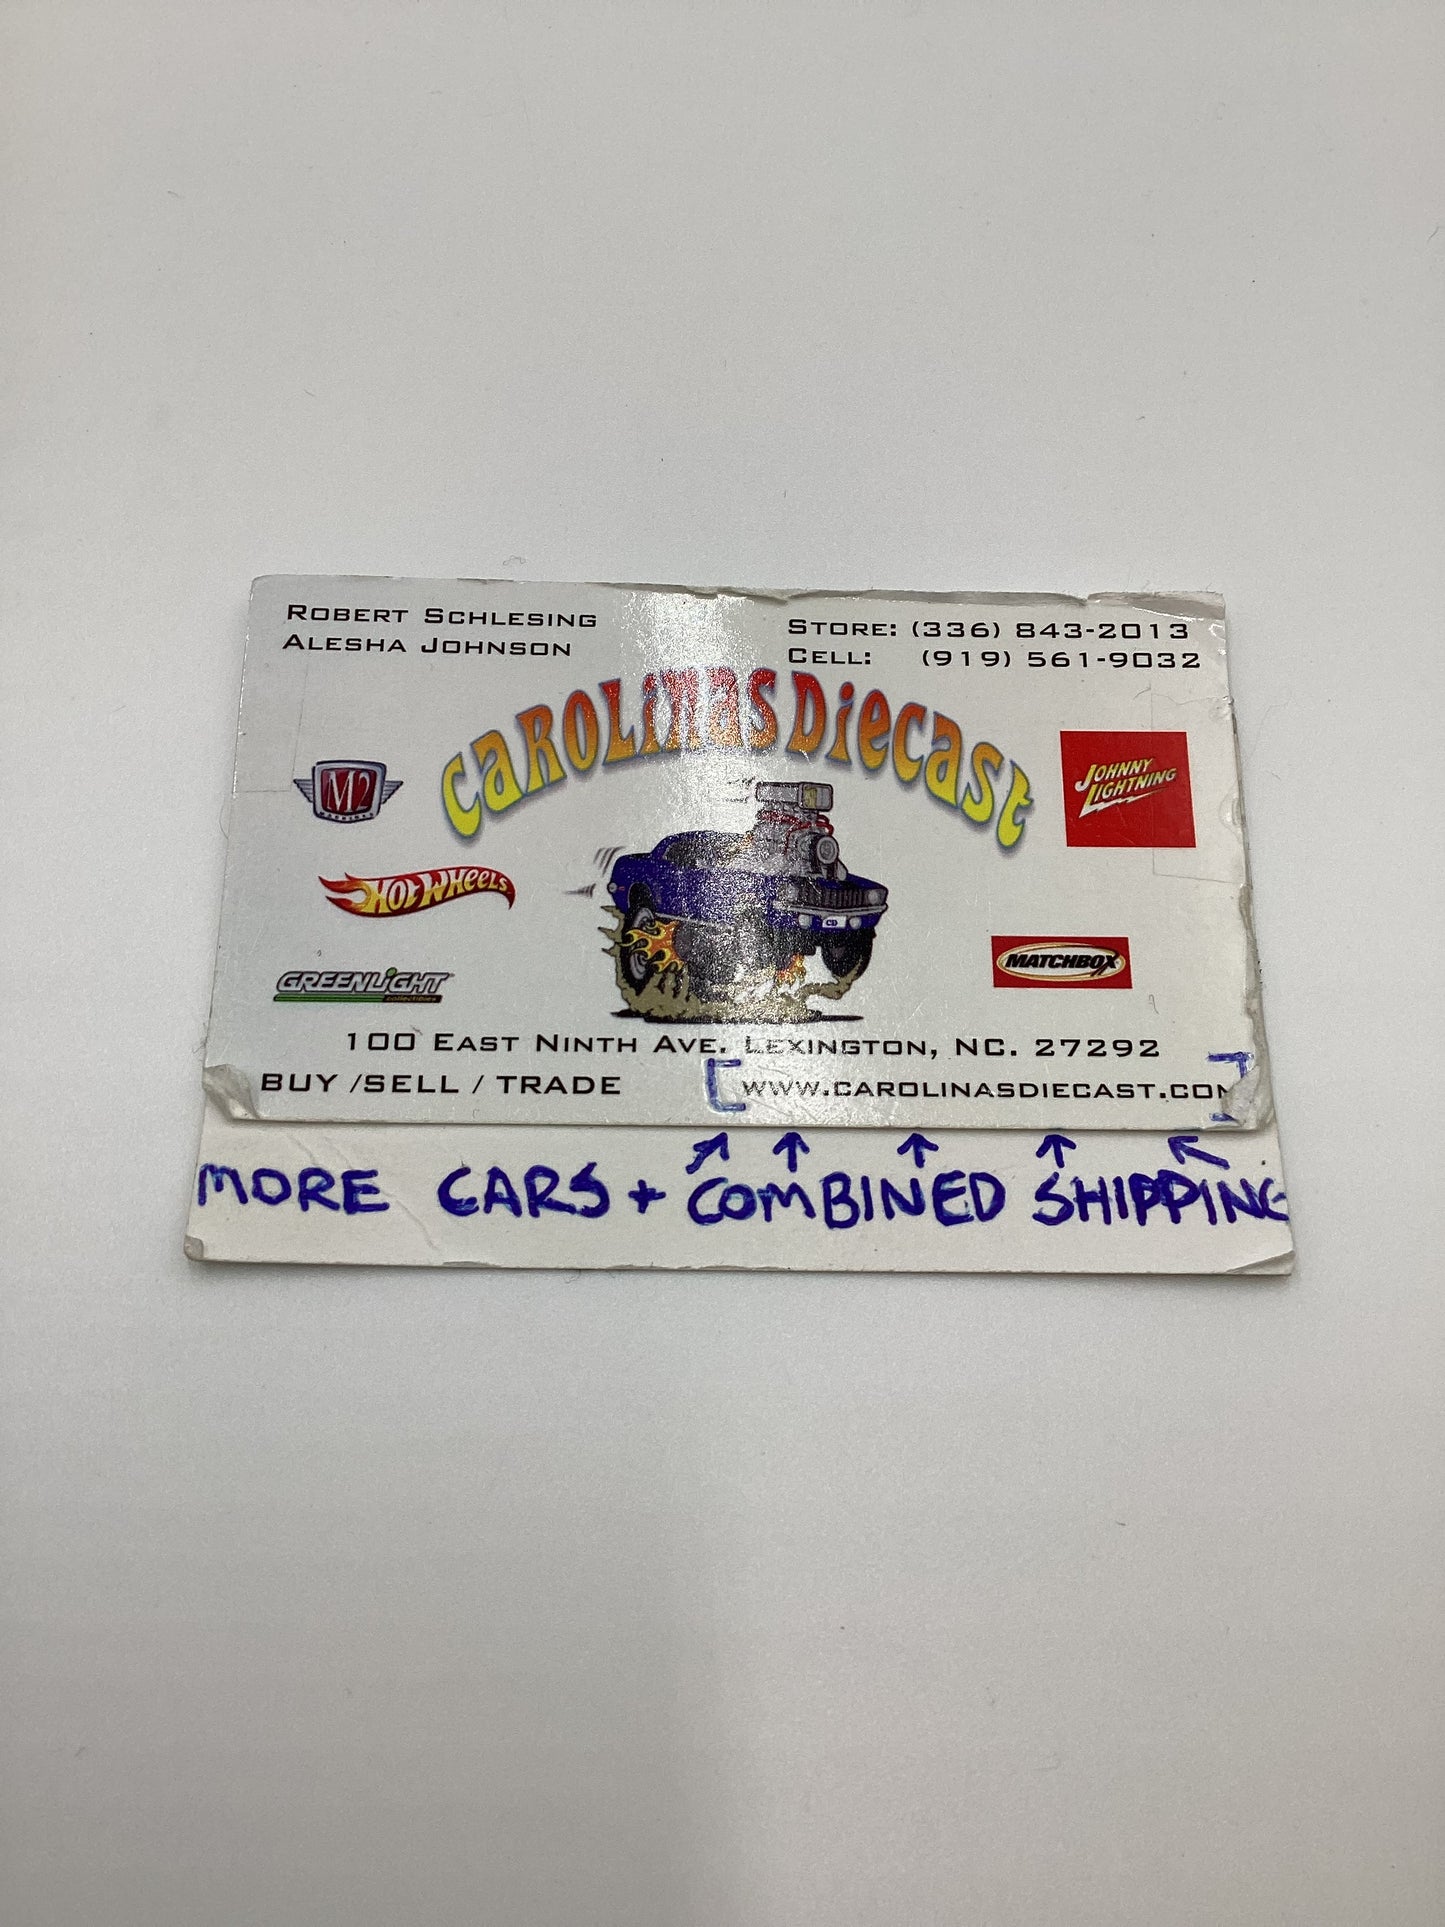 ROBERT SCHLESING
ALESHA JOHNSON
STORE: (336) 843-2013
CELL: (919) 561-9032
CAROLINAS DIECAST
M2
MACHINES
JOHNNY
LIGHTNING
HOT WHEELS
GREENLIGHT
collectibles
MATCHBOX
100 EAST NINTH AVE. LEXINGTON, NC. 27292
BUY /SELL / TRADE
WWW.CAROLINASDIECAST.COM
MORE CARS + COMBINED SHIPPING